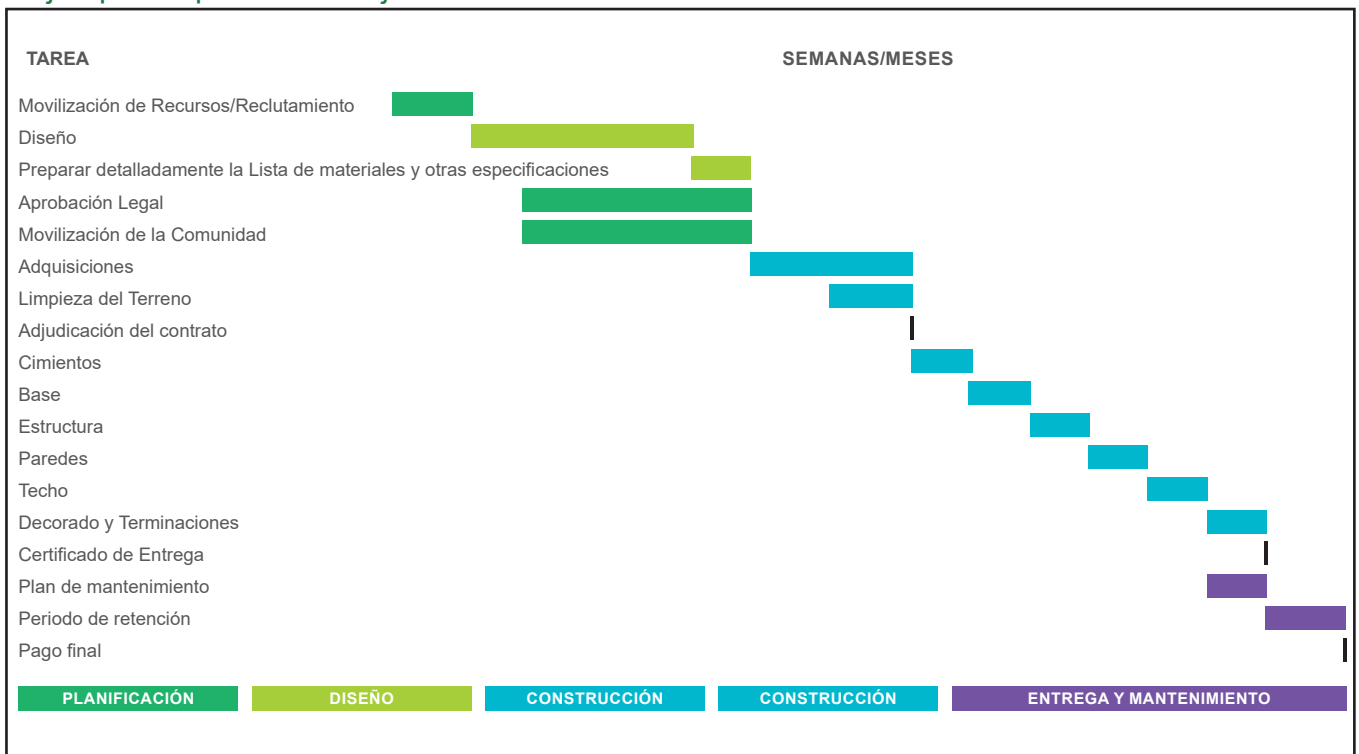 TAREA
SEMANAS/MESES
Movilización de Recursos/Reclutamiento
Diseño
Preparar detalladamente la Lista de materiales y otras especificaciones
Aprobación Legal
Movilización de la Comunidad
Adquisiciones
Limpieza del Terreno
Adjudicación del contrato
Cimientos
Base
Estructura
Paredes
Techo
Decorado y Terminaciones
Certificado de Entrega
Plan de mantenimiento
Periodo de retención
Pago final
PLANIFICACIÓN
DISEÑO
CONSTRUCCIÓN
CONSTRUCCIÓN
ENTREGA Y MANTENIMIENTO